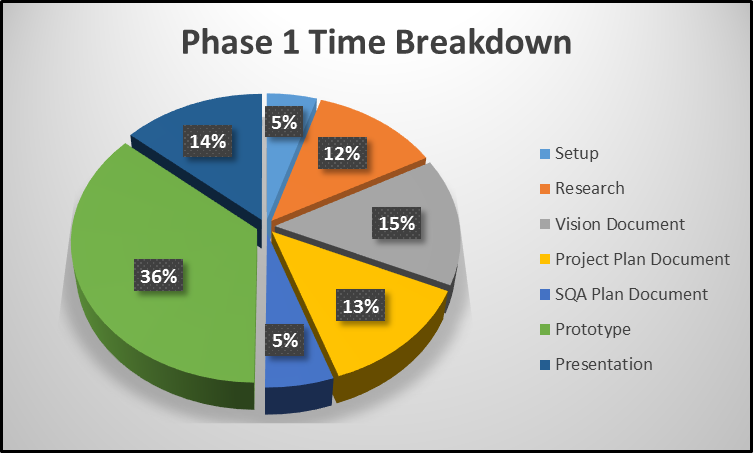 Phase 1 Time Breakdown
5%
12%
14%
15%
36%
13%
5%
Setup
Research
Vision Document
Project Plan Document
SQA Plan Document
Prototype
Presentation